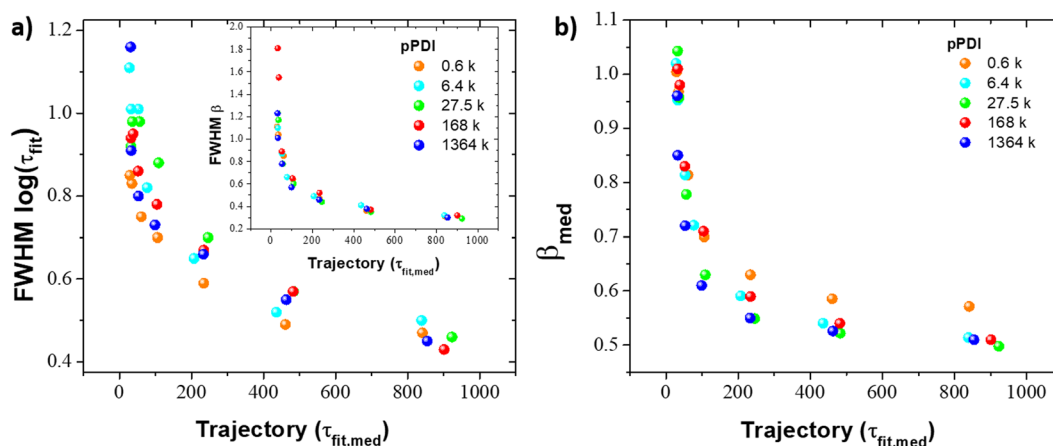 a)
FWHM log(τfit)
1.2
1.0
0.8
0.6
0.4
0
200
400
600
800
1000
Trajectory (τfit,med)
FWHM β
2.0
1.8
1.6
1.4
1.2
1.0
0.8
0.6
0.4
0.2
0.0
0
200
400
600
800
1000
Trajectory (τfit,med)
pPDI
0.6 k
6.4 k
27.5 k
168 k
1364 k
b)
βmed
1.1
1.0
0.9
0.8
0.7
0.6
0.5
0
200
400
600
800
1000
Trajectory (τfit,med)
pPDI
0.6 k
6.4 k
27.5 k
168 k
1364 k